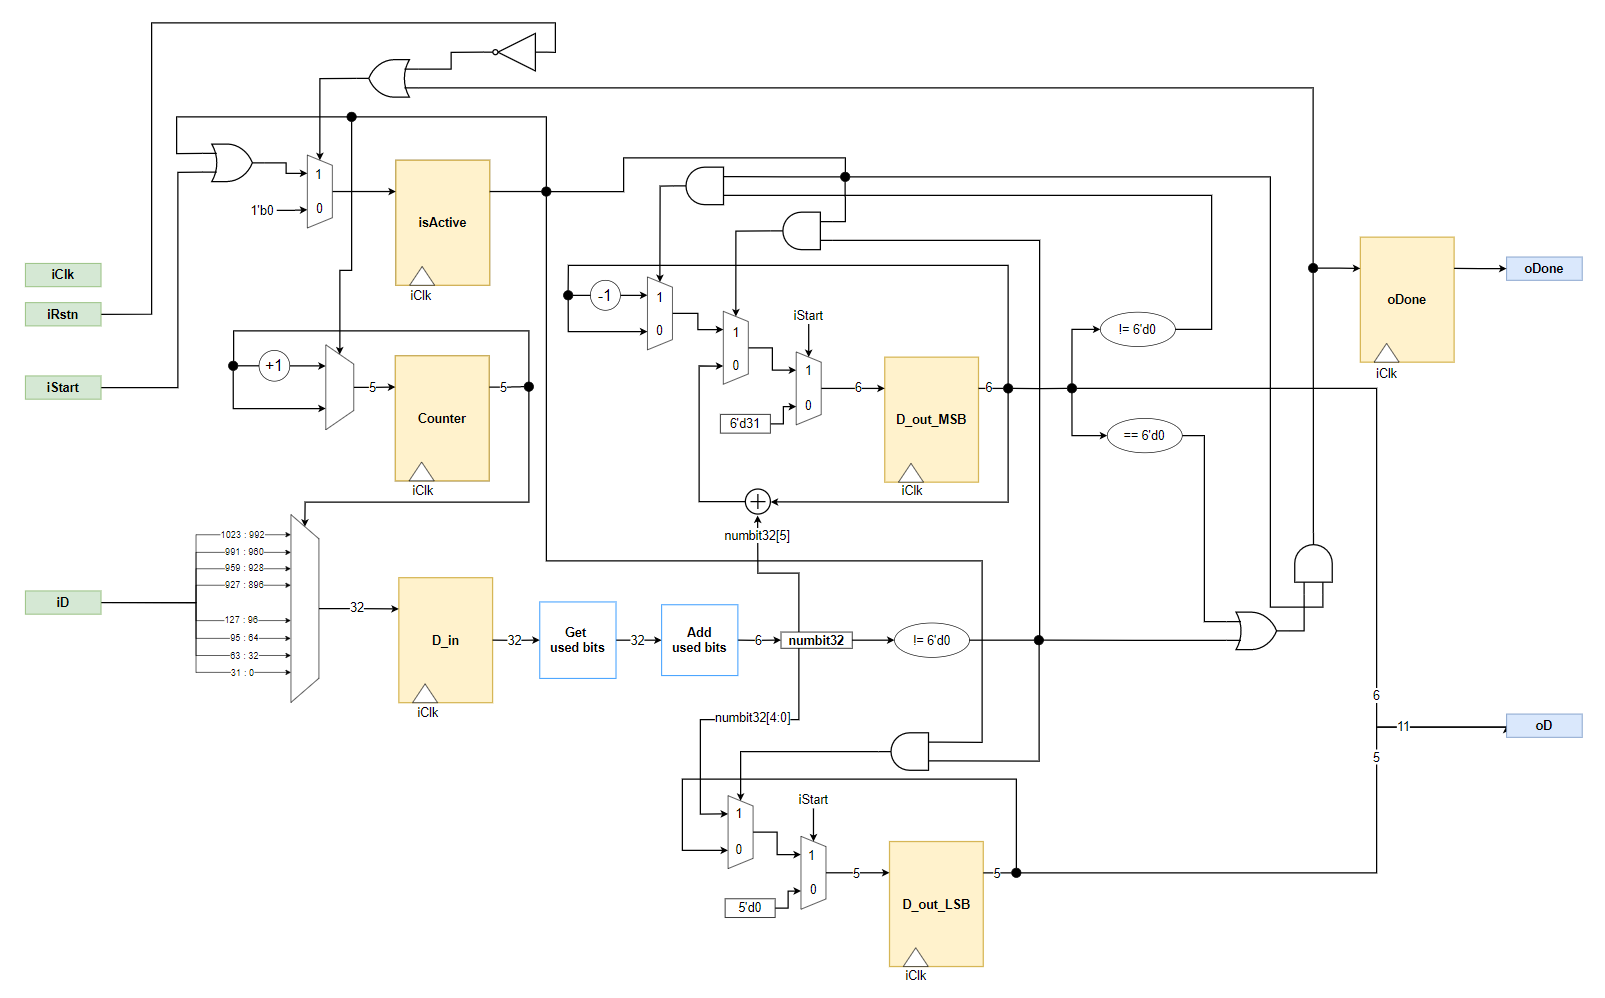 1
1'b0
0
isActive
iClk
iClk
iRstn
iStart
oDone
iClk
oDone
-1
1
0
1
0
iStart
1
0
6'd31
6
D_out_MSB
iClk
6
!= 6'd0
== 6'd0
+1
5
Counter
iClk
5
numbit32[5]
iD
1023 : 992
991 : 960
959 : 928
927 : 896
127 : 96
95 : 64
63 : 32
31 : 0
32
D_in
iClk
32
Get
used bits
32
Add
used bits
6
numbit32
!= 6'd0
numbit32[4:0]
6
11
5
oD
1
0
iStart
1
0
5'd0
5
D_out_LSB
iClk
5